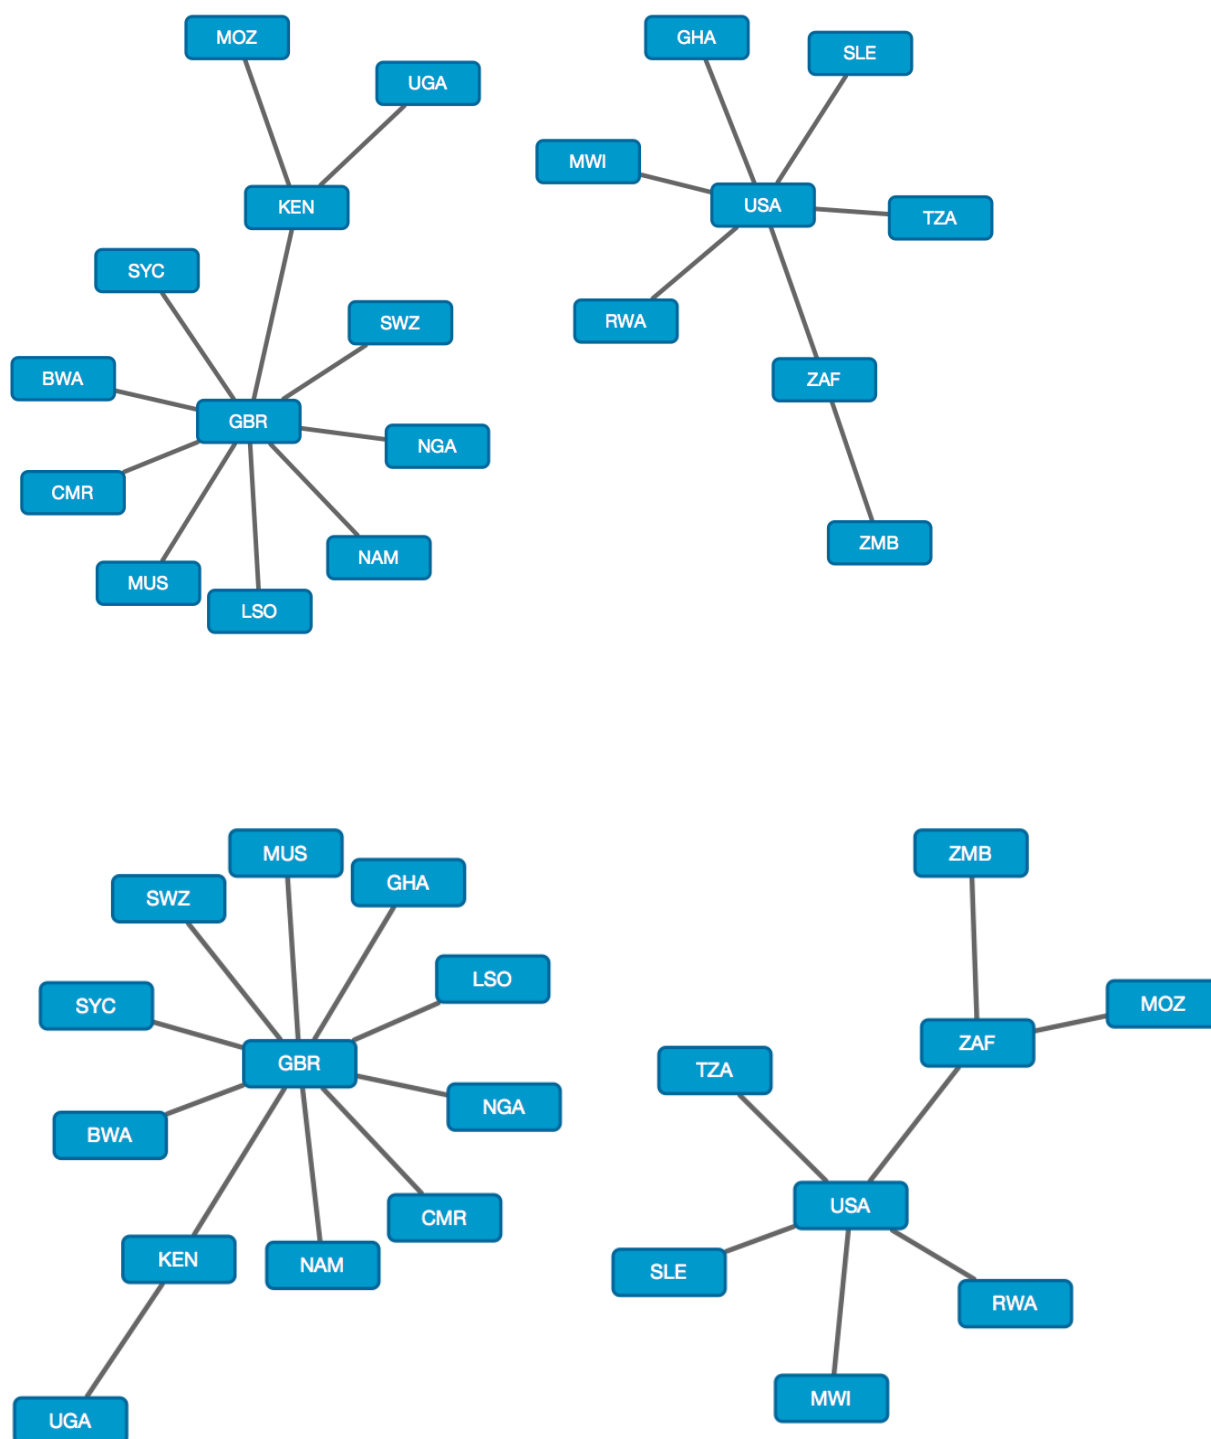 MOZ
UGA
KEN
SYC
SWZ
BWA
GBR
NGA
CMR
NAM
MUS
LSO
GHA
SLE
MWI
USA
TZA
RWA
ZAF
ZMB
MUS
GHA
SWZ
LSO
SYC
GBR
NGA
BWA
CMR
KEN
NAM
UGA
ZMB
MOZ
ZAF
TZA
USA
SLE
RWA
MWI